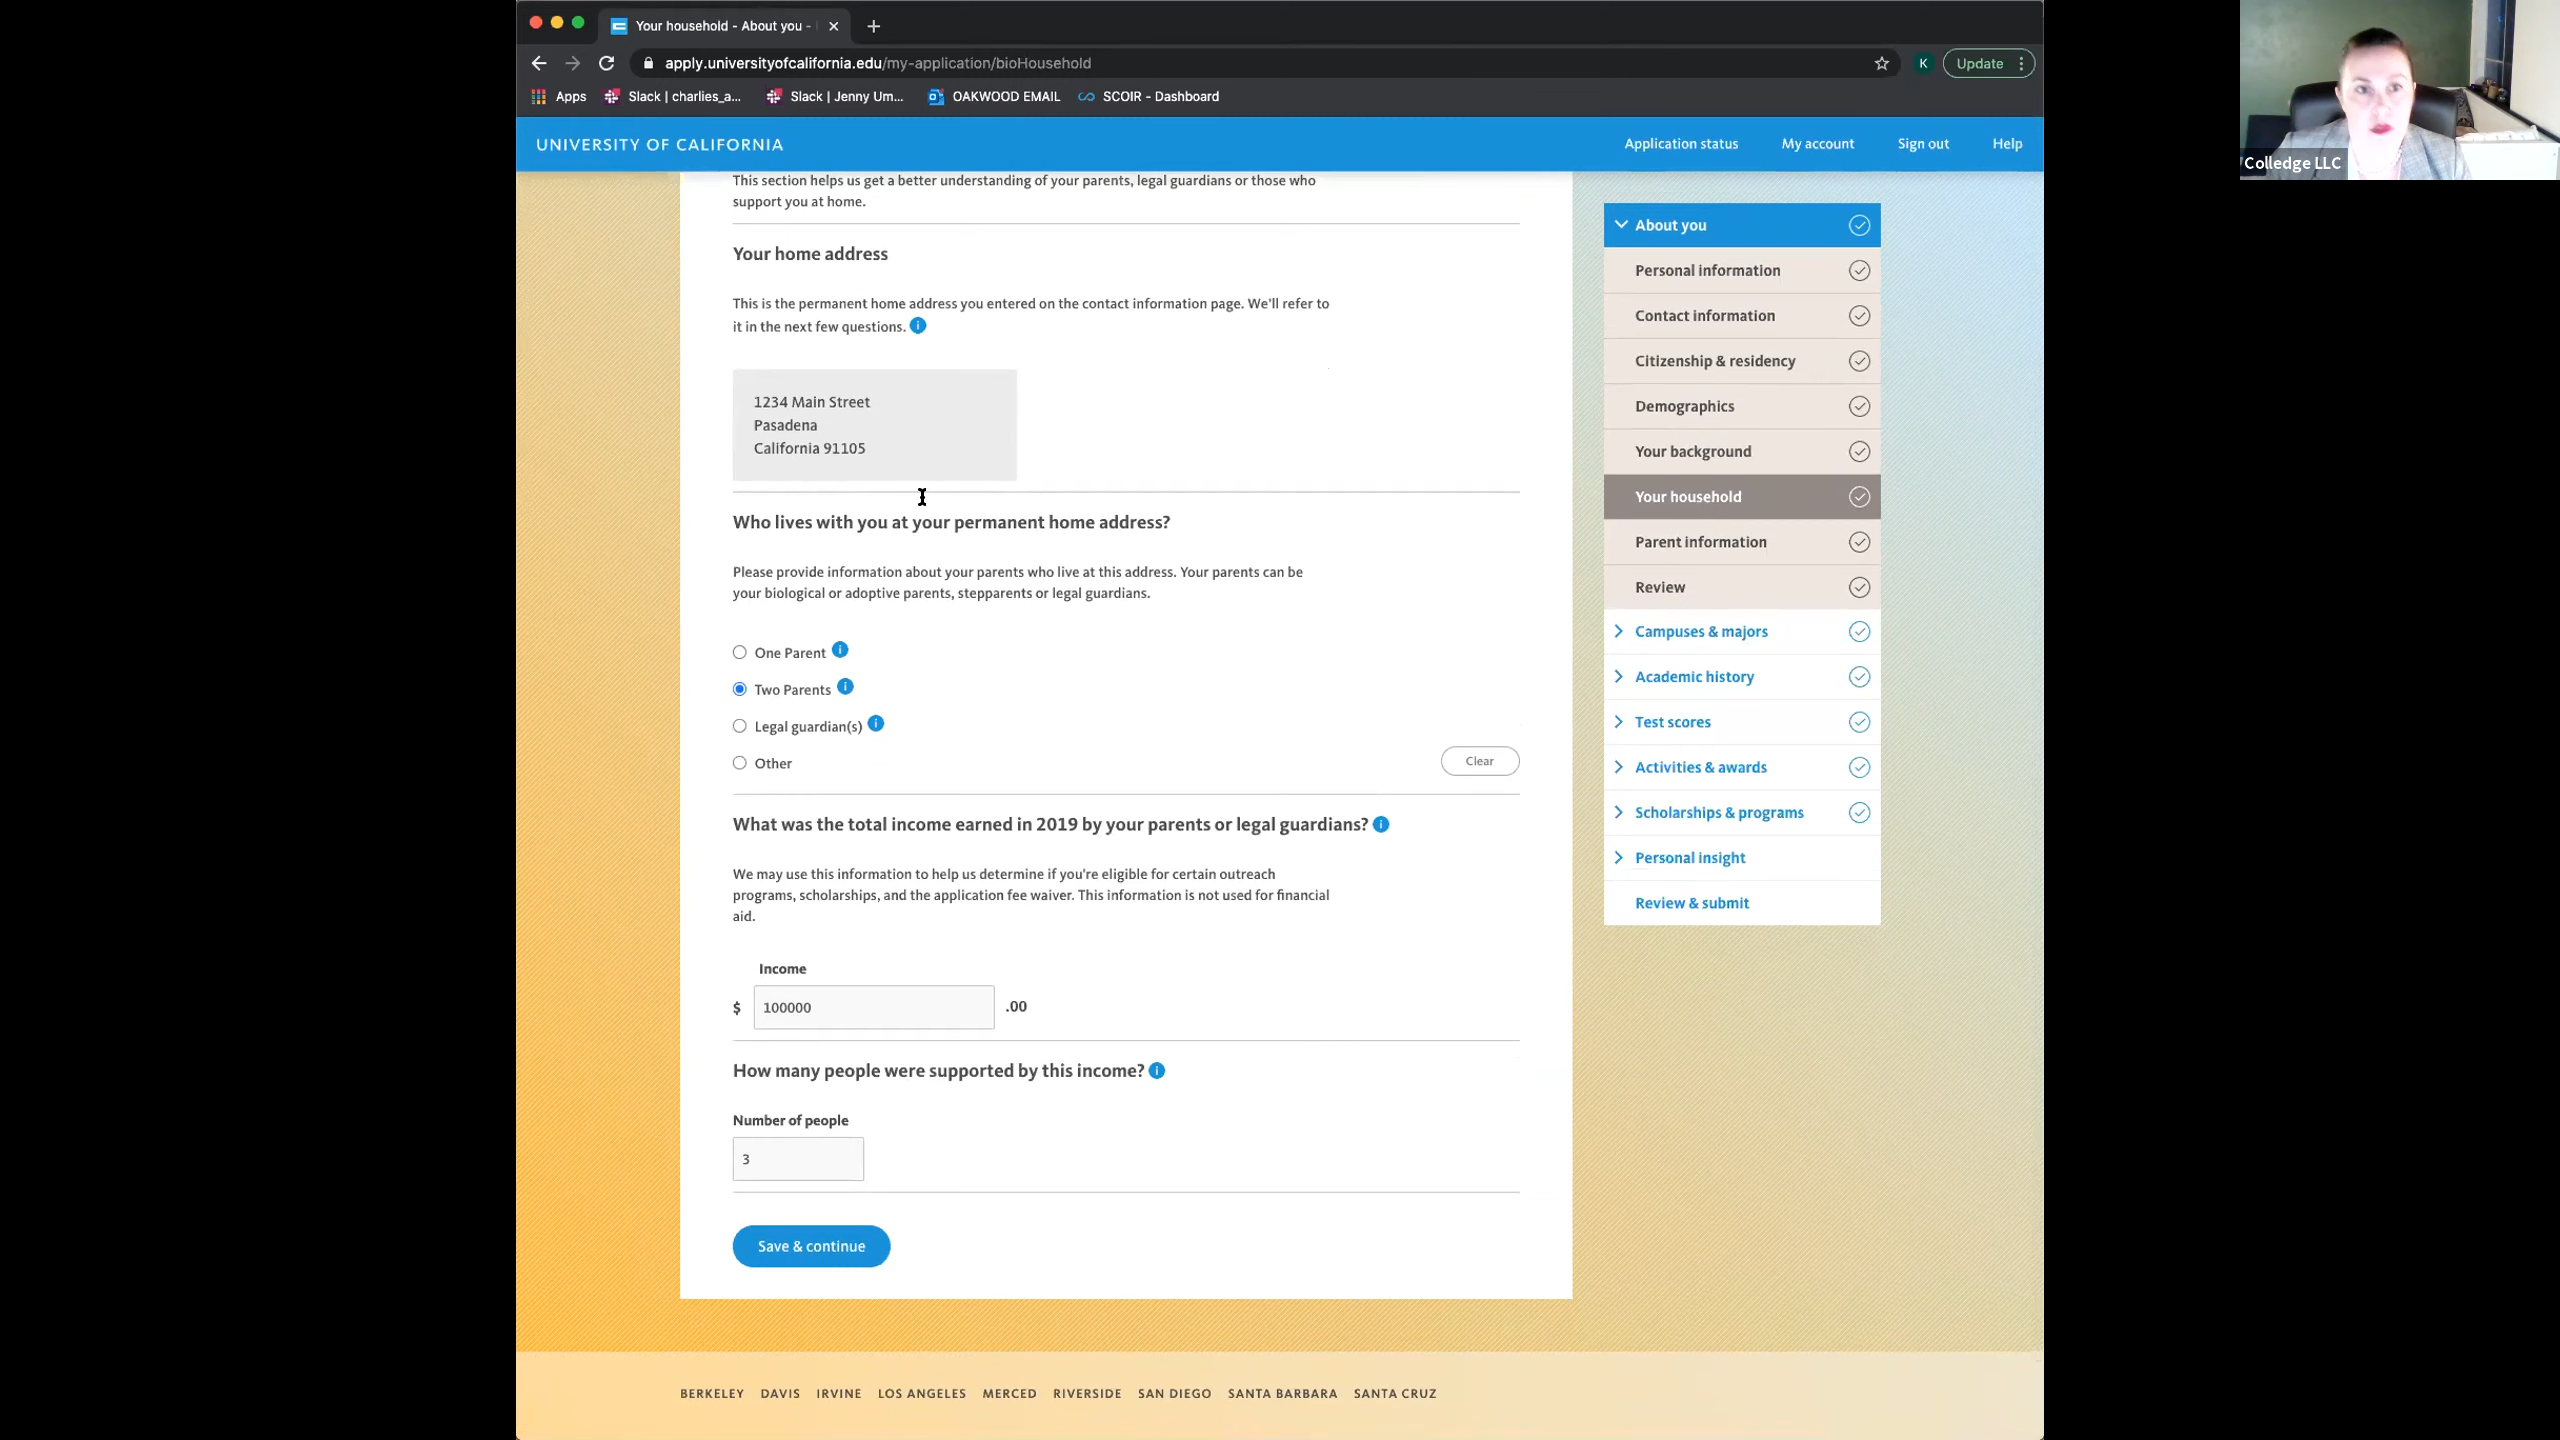 Your household - About you -
apply.universityofcalifornia.edu/my-application/bioHousehold
K
Update
Apps
Slack | charlies_a...
Slack | Jenny Um...
OAKWOOD EMAIL
SCOIR - Dashboard
UNIVERSITY OF CALIFORNIA
Application status
My account
Sign out
Help
This section helps us get a better understanding of your parents, legal guardians or those who
support you at home.
Your home address
This is the permanent home address you entered on the contact information page. We'll refer to
it in the next few questions.
1234 Main Street
Pasadena
California 91105
Who lives with you at your permanent home address?
Please provide information about your parents who live at this address. Your parents can be
your biological or adoptive parents, stepparents or legal guardians.
One Parent
Two Parents
Legal guardian(s)
Other
Clear
What was the total income earned in 2019 by your parents or legal guardians?
We may use this information to help us determine if you're eligible for certain outreach
programs, scholarships, and the application fee waiver. This information is not used for financial
aid.
Income
$ 100000 .00
How many people were supported by this income?
Number of people
3
Save & continue
About you
Personal information
Contact information
Citizenship & residency
Demographics
Your background
Your household
Parent information
Review
Campuses & majors
Academic history
Test scores
Activities & awards
Scholarships & programs
Personal insight
Review & submit
BERKELEY DAVIS IRVINE LOS ANGELES MERCED RIVERSIDE SAN DIEGO SANTA BARBARA SANTA CRUZ
Colledge LLC